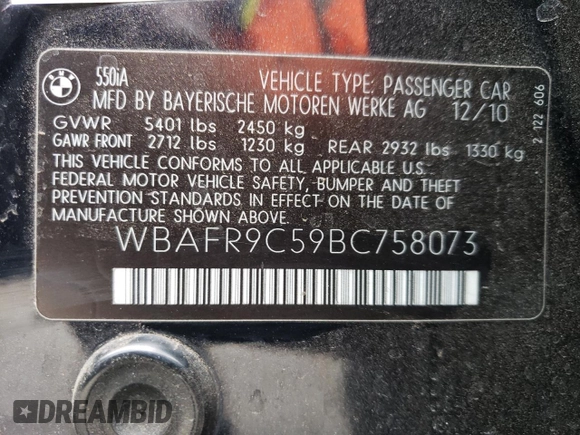 BMW
550iA
VEHICLE TYPE: PASSENGER CAR
MFD BY BAYERISCHE MOTOREN WERKE AG 12/10
GVWR 5401 lbs 2450 kg
GAWR FRONT 2712 lbs 1230 kg REAR 2932 lbs 1330 kg
THIS VEHICLE CONFORMS TO ALL APPLICABLE U.S.
FEDERAL MOTOR VEHICLE SAFETY, BUMPER AND THEFT
PREVENTION STANDARDS IN EFFECT ON THE DATE OF
MANUFACTURE SHOWN ABOVE.
WBAFR9C59BC758073
2 122 606
DREAMBID